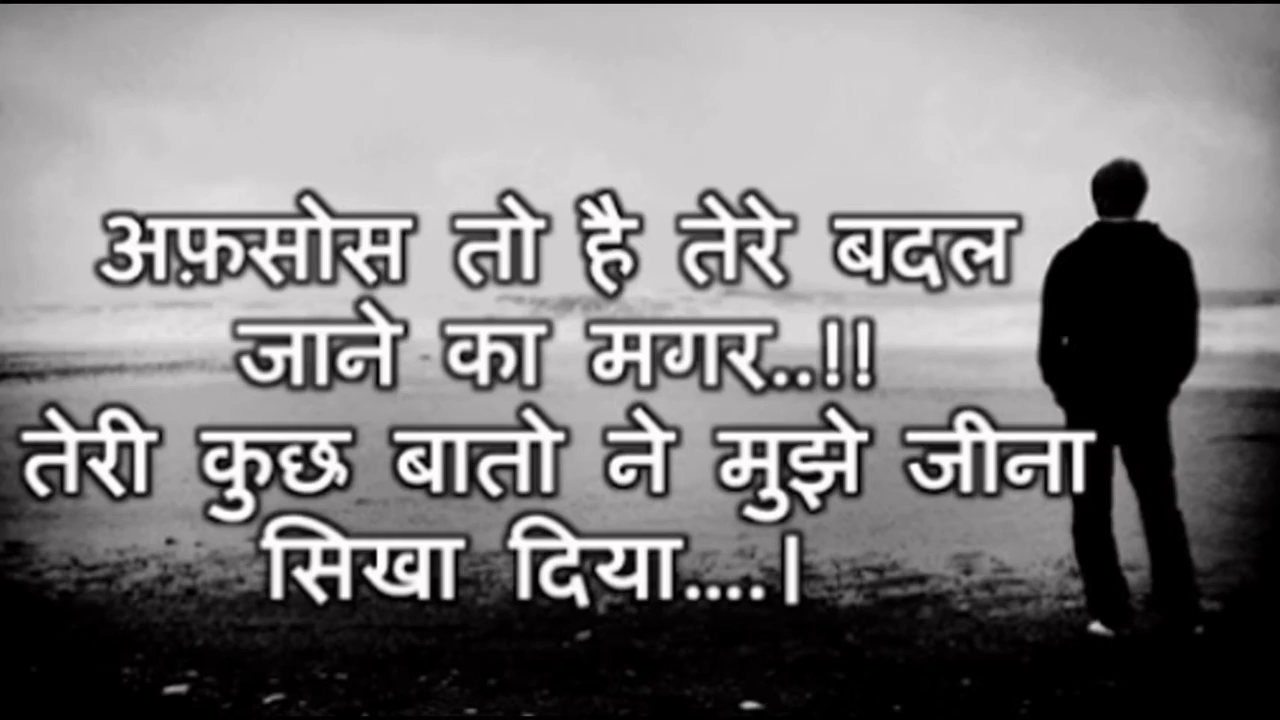 अफ़सोस तो है तेरे बदल
जाने का मगर..!!
तेरी कुछ बातो ने मुझे जीना
सिखा दिया....।